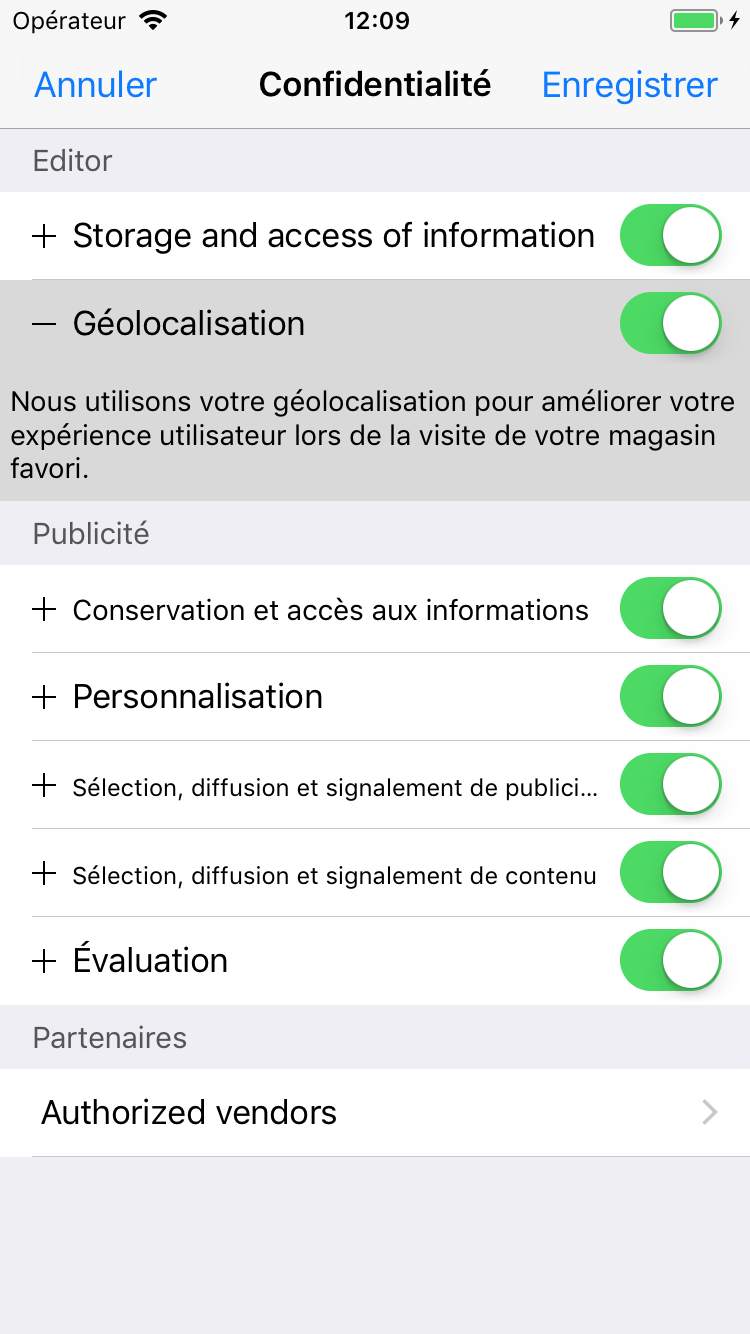 Opérateur 12:09
Annuler Confidentialité Enregistrer
Editor
Storage and access of information
Géolocalisation
Nous utilisons votre géolocalisation pour améliorer votre
expérience utilisateur lors de la visite de votre magasin
favori.
Publicité
Conservation et accès aux informations
Personnalisation
Sélection, diffusion et signalement de publici...
Sélection, diffusion et signalement de contenu
Évaluation
Partenaires
Authorized vendors